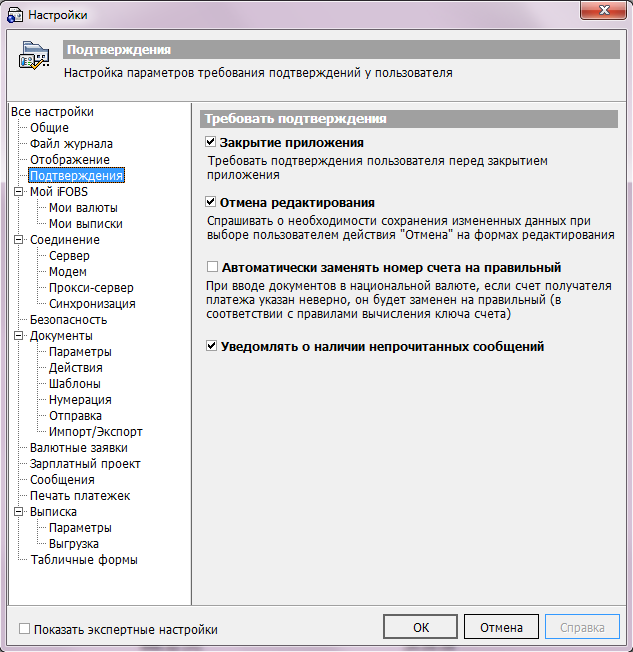 Настройки
Подтверждения
Настройка параметров требования подтверждений у пользователя
Все настройки
Общие
Файл журнала
Отображение
Подтверждения
Мой iFOBS
Мои валюты
Мои выписки
Соединение
Сервер
Модем
Прокси-сервер
Синхронизация
Безопасность
Документы
Параметры
Действия
Шаблоны
Нумерация
Отправка
Импорт/Экспорт
Валютные заявки
Зарплатный проект
Сообщения
Печать платежек
Выписка
Параметры
Выгрузка
Табличные формы
Требовать подтверждения
Закрытие приложения
Требовать подтверждения пользователя перед закрытием
приложения
Отмена редактирования
Спрашивать о необходимости сохранения измененных данных при
выборе пользователем действия "Отмена" на формах редактирования
Автоматически заменять номер счета на правильный
При вводе документов в национальной валюте, если счет получателя
платежа указан неверно, он будет заменен на правильный (в
соответствии с правилами вычисления ключа счета)
Уведомлять о наличии непрочитанных сообщений
Показать экспертные настройки
OK
Отмена
Справка